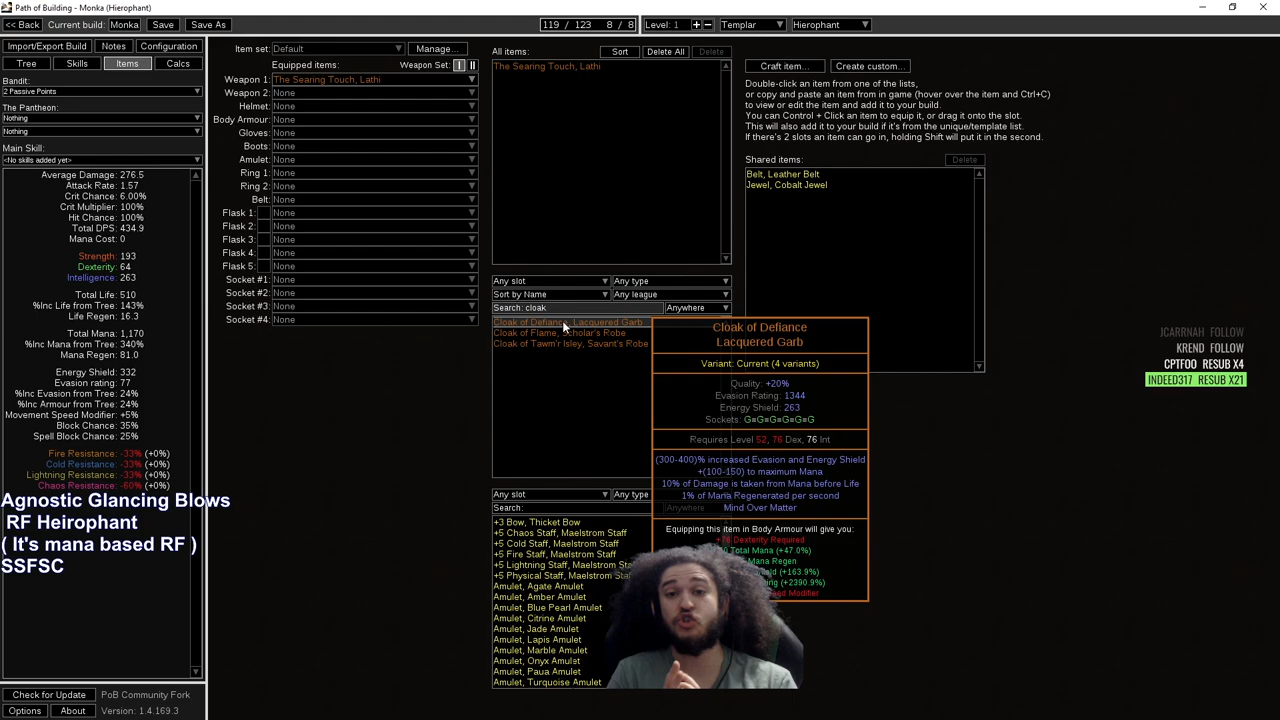 Path of Building - Monka (Hierophant)
<< Back
Current build:
Monka
Save
Save As
119 / 123 8 / 8
Level: 1
+
-
Templar
Hierophant
Import/Export Build
Notes
Configuration
Tree
Skills
Items
Calcs
Bandit:
2 Passive Points
The Pantheon:
Nothing
Nothing
Main Skill:
<No skills added yet>
Average Damage: 276.5
Attack Rate: 1.57
Crit Chance: 6.00%
Crit Multiplier: 100%
Hit Chance: 100%
Total DPS: 434.9
Mana Cost: 0
Strength: 193
Dexterity: 64
Intelligence: 263
Total Life: 510
%Inc Life from Tree: 143%
Life Regen: 16.3
Total Mana: 1,170
%Inc Mana from Tree: 340%
Mana Regen: 81.0
Energy Shield: 332
Evasion rating: 77
%Inc Evasion from Tree: 24%
%Inc Armour from Tree: 24%
Movement Speed Modifier: +5%
Block Chance: 35%
Spell Block Chance: 25%
Fire Resistance: -33% (+0%)
Cold Resistance: -33% (+0%)
Lightning Resistance: -33% (+0%)
Chaos Resistance: -60% (+0%)
Agnostic Glancing Blows
RF Heirophant
( It's mana based RF )
SSFSC
Check for Update
PoB Community Fork
Options
About
Version: 1.4.169.3
Item set: Default
Manage...
Equipped items:
Weapon Set: I II
Weapon 1: The Searing Touch, Lathi
Weapon 2: None
Helmet: None
Body Armour: None
Gloves: None
Boots: None
Amulet: None
Ring 1: None
Ring 2: None
Belt: None
Flask 1: None
Flask 2: None
Flask 3: None
Flask 4: None
Flask 5: None
Socket #1: None
Socket #2: None
Socket #3: None
Socket #4: None
All items:
Sort
Delete All
Delete
The Searing Touch, Lathi
Any slot
Any type
Sort by Name
Any league
Search: cloak
Anywhere
Cloak of Defiance, Lacquered Garb
Cloak of Flame, Scholar's Robe
Cloak of Tawm'r Isley, Savant's Robe
Any slot
Any type
Search:
Anywhere
+3 Bow, Thicket Bow
+5 Chaos Staff, Maelstrom Staff
+5 Cold Staff, Maelstrom Staff
+5 Fire Staff, Maelstrom Staff
+5 Lightning Staff, Maelstrom
+5 Physical Staff, Maelstrom
Amulet, Agate Amulet
Amulet, Amber Amulet
Amulet, Blue Pearl Amulet
Amulet, Citrine Amulet
Amulet, Jade Amulet
Amulet, Lapis Amulet
Amulet, Marble Amulet
Amulet, Onyx Amulet
Amulet, Paua Amulet
Amulet, Turquoise Amulet
Craft item...
Create custom...
Double-click an item from one of the lists,
or copy and paste an item from in game (hover over the item and Ctrl+C)
to view or edit the item and add it to your build.
You can Control + Click an item to equip it, or drag it onto the slot.
This will also add it to your build if it's from the unique/template list.
If there's 2 slots an item can go in, holding Shift will put it in the second.
Shared items:
Delete
Belt, Leather Belt
Jewel, Cobalt Jewel
Cloak of Defiance
Lacquered Garb
Variant: Current (4 variants)
Quality: +20%
Evasion Rating: 1344
Energy Shield: 263
Sockets: G=G=G=G=G=G
Requires Level 52, 76 Dex, 76 Int
(300-400)% increased Evasion and Energy Shield
+(100-150) to maximum Mana
10% of Damage is taken from Mana before Life
1% of Mana Regenerated per second
Mind Over Matter
Equipping this item in Body Armour will give you:
+76 Dexterity Required
Total Mana (+47.0%)
Mana Regen
(+163.9%)
(+2390.9%)
Modifier
JCARRNAH FOLLOW
KREND FOLLOW
CPTFOO RESUB X4
INDEED317 RESUB X21